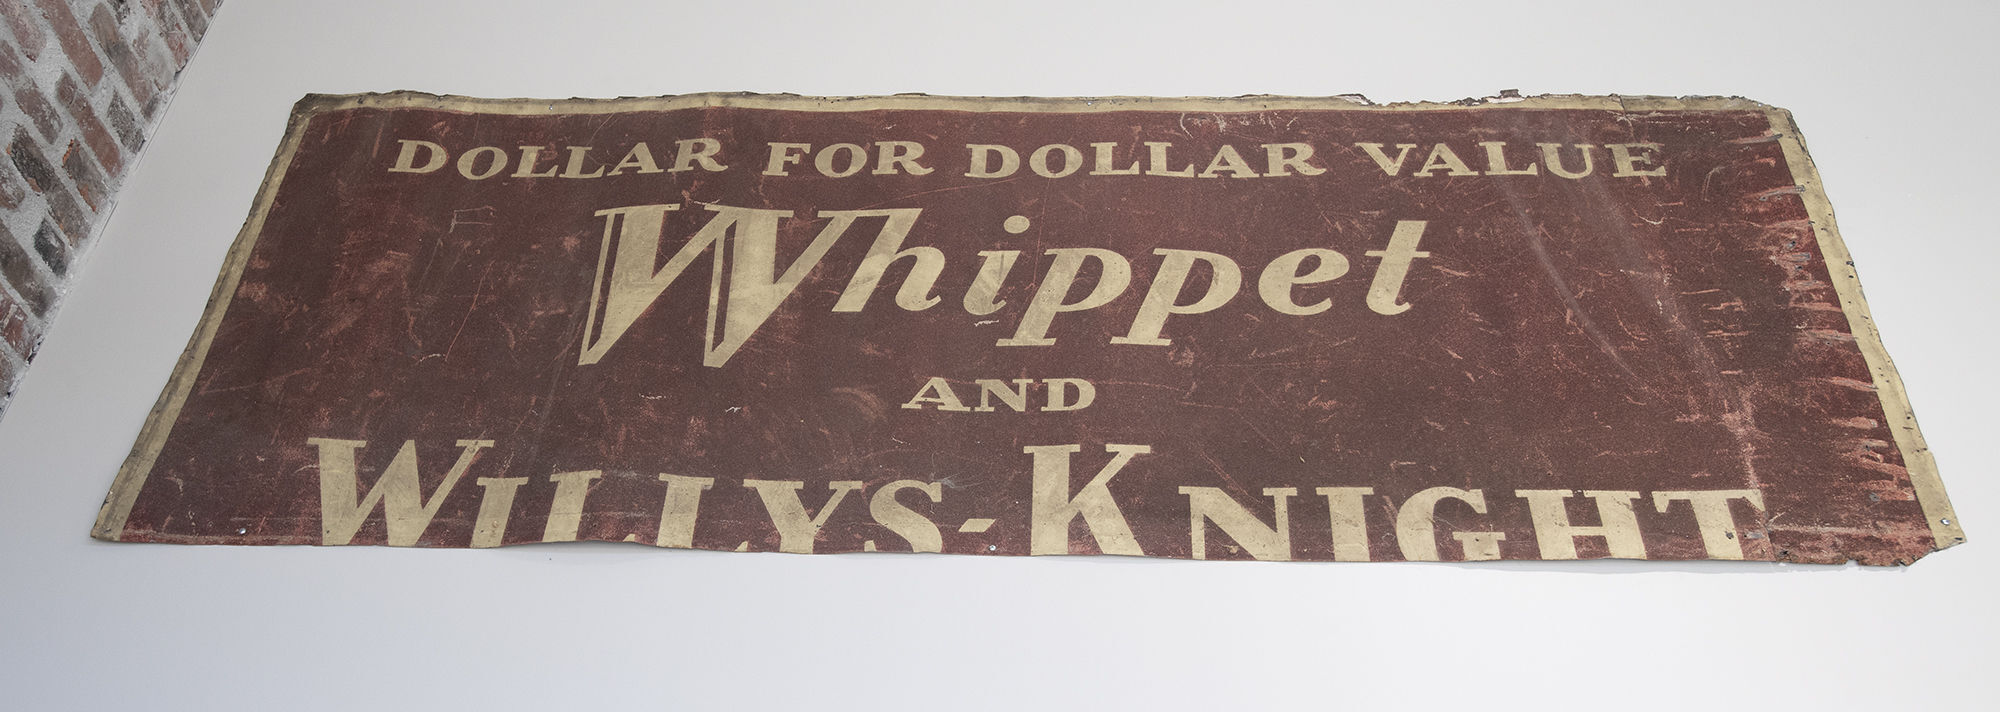 DOLLAR FOR DOLLAR VALUE
Whippet
AND
WILLYS-KNIGHT